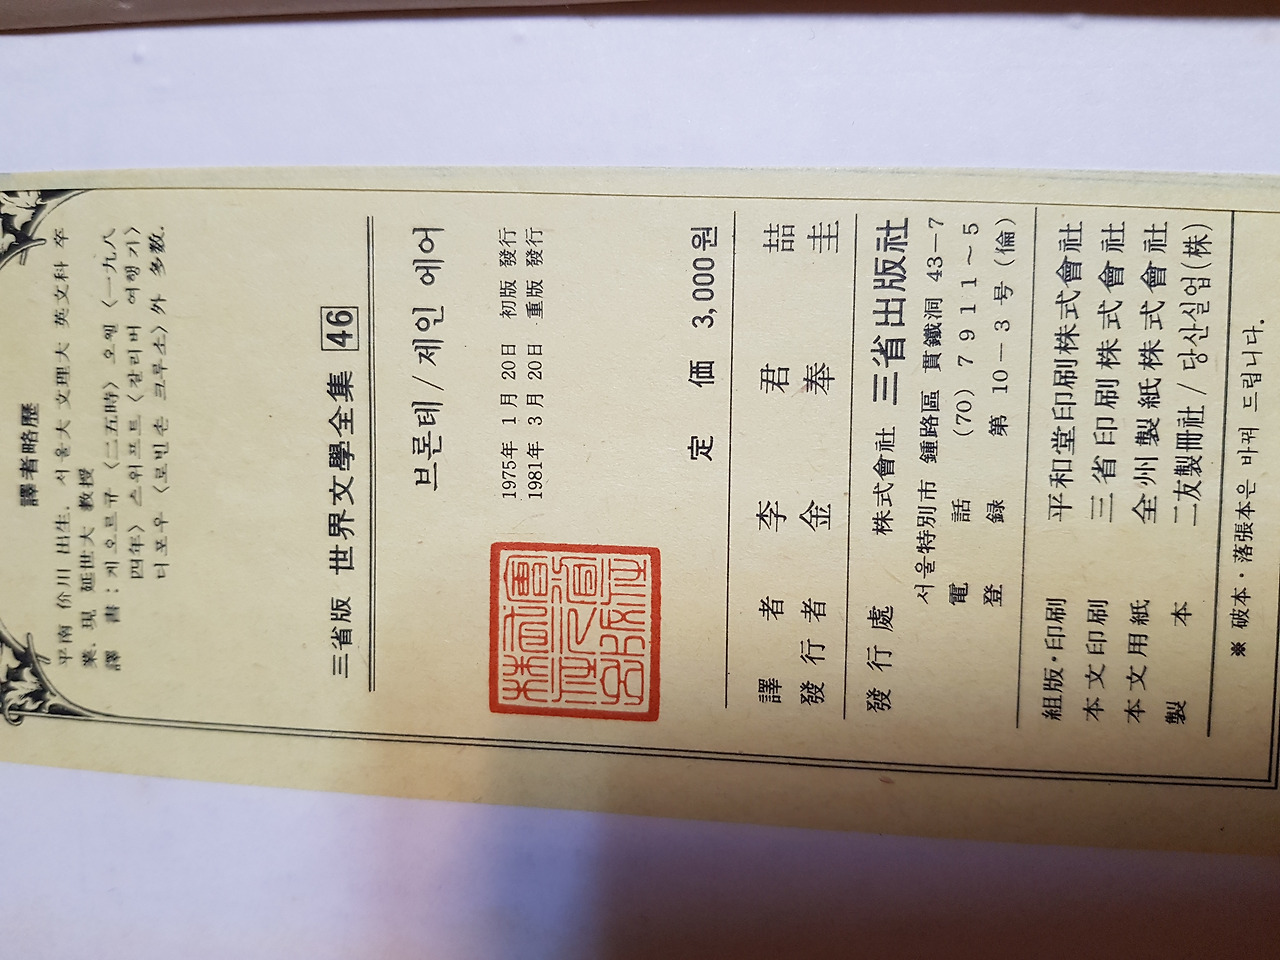 譯者略歷
平南 价川 出生. 서울大 文理大 英文科 卒
業. 現 延世大 敎授
譯 書 : 게오르규 〈二五時〉 오웰 〈一九八
四年〉 스위프트 〈갈리버 여행기〉
디포우 〈로빈손 크루소〉 外 多數.
三省版 世界文學全集 46
브론테 / 제인 에어
1975年 1月 20日 初版 發行
1981年 3月 20日 重版 發行
定 価 3,000원
譯 者 李 君 喆
發 行 者 金 奉 圭
發 行 處 株式會社 三省出版社
서울特別市 鍾路區 貫鐵洞 43-7
電 話 (70) 7 9 1 1 ~ 5
登 録 第 10-3 号 (倫)
組版・印刷 平和堂印刷株式會社
本文印刷 三省印刷株式會社
本文用紙 全州製紙株式會社
製 本 二友製冊社 / 당산실업(株)
※ 破本・落張本은 바꿔 드립니다.